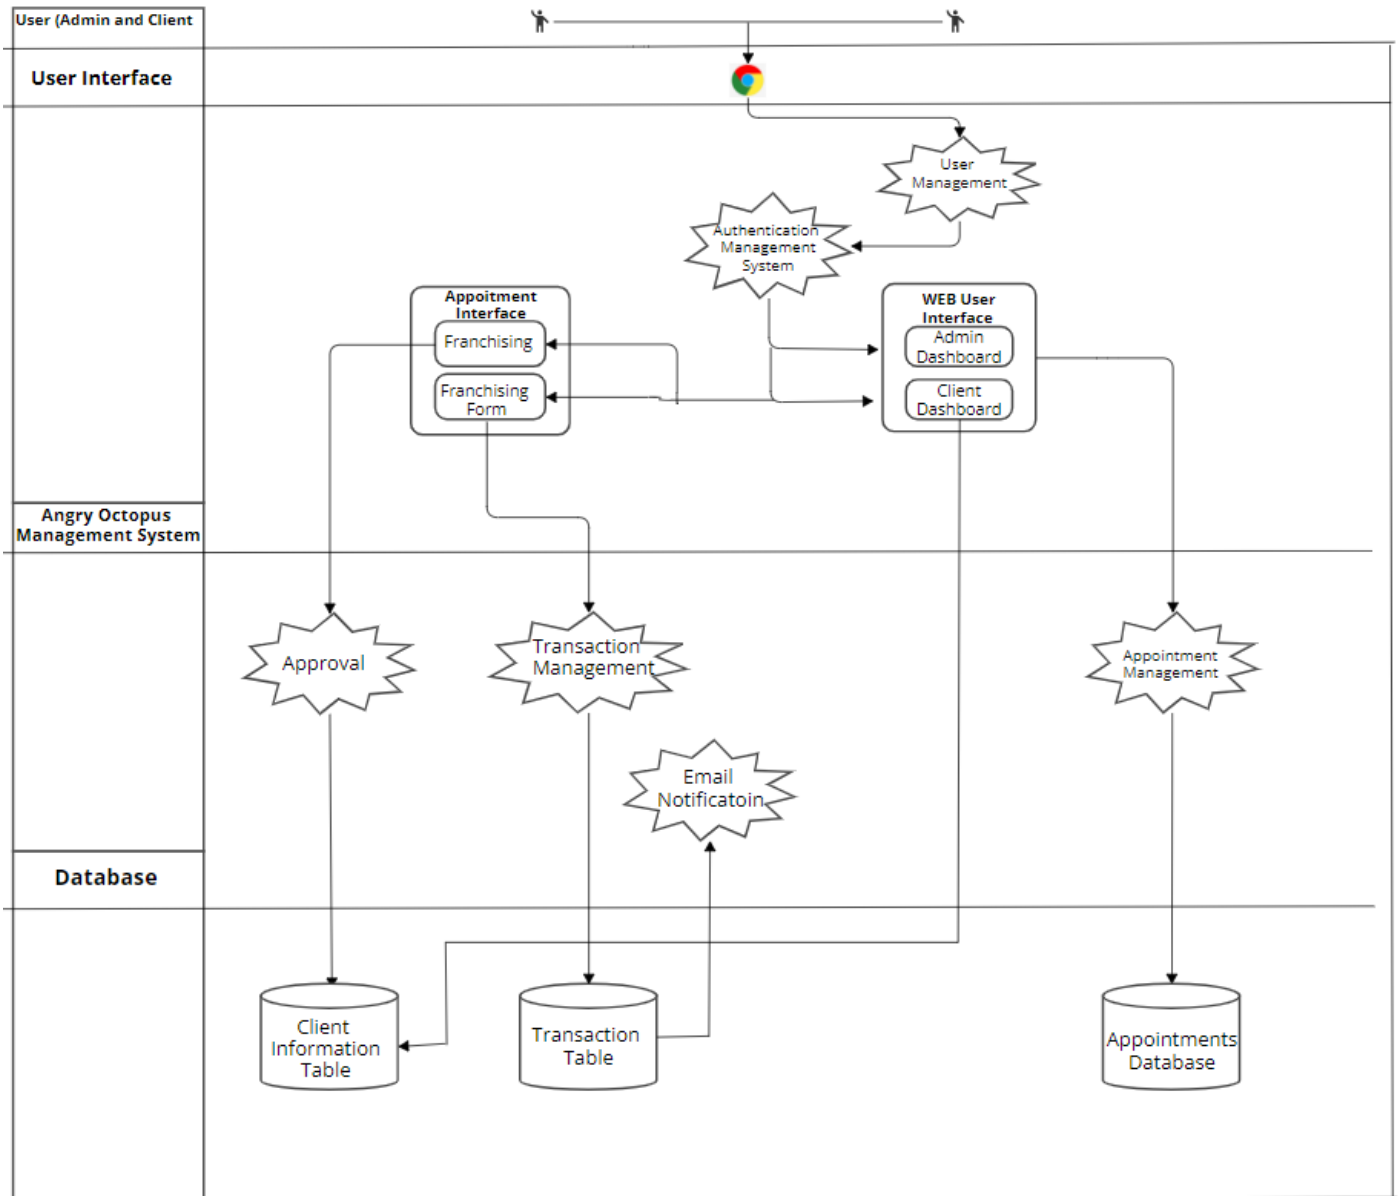 User (Admin and Client
User Interface
User
Management
Authentication
Management
System
Appoitment
Interface
Franchising
Franchising
Form
WEB User
Interface
Admin
Dashboard
Client
Dashboard
Angry Octopus
Management System
Approval
Transaction
Management
Appointment
Management
Email
Notificatoin
Database
Client
Information
Table
Transaction
Table
Appointments
Database